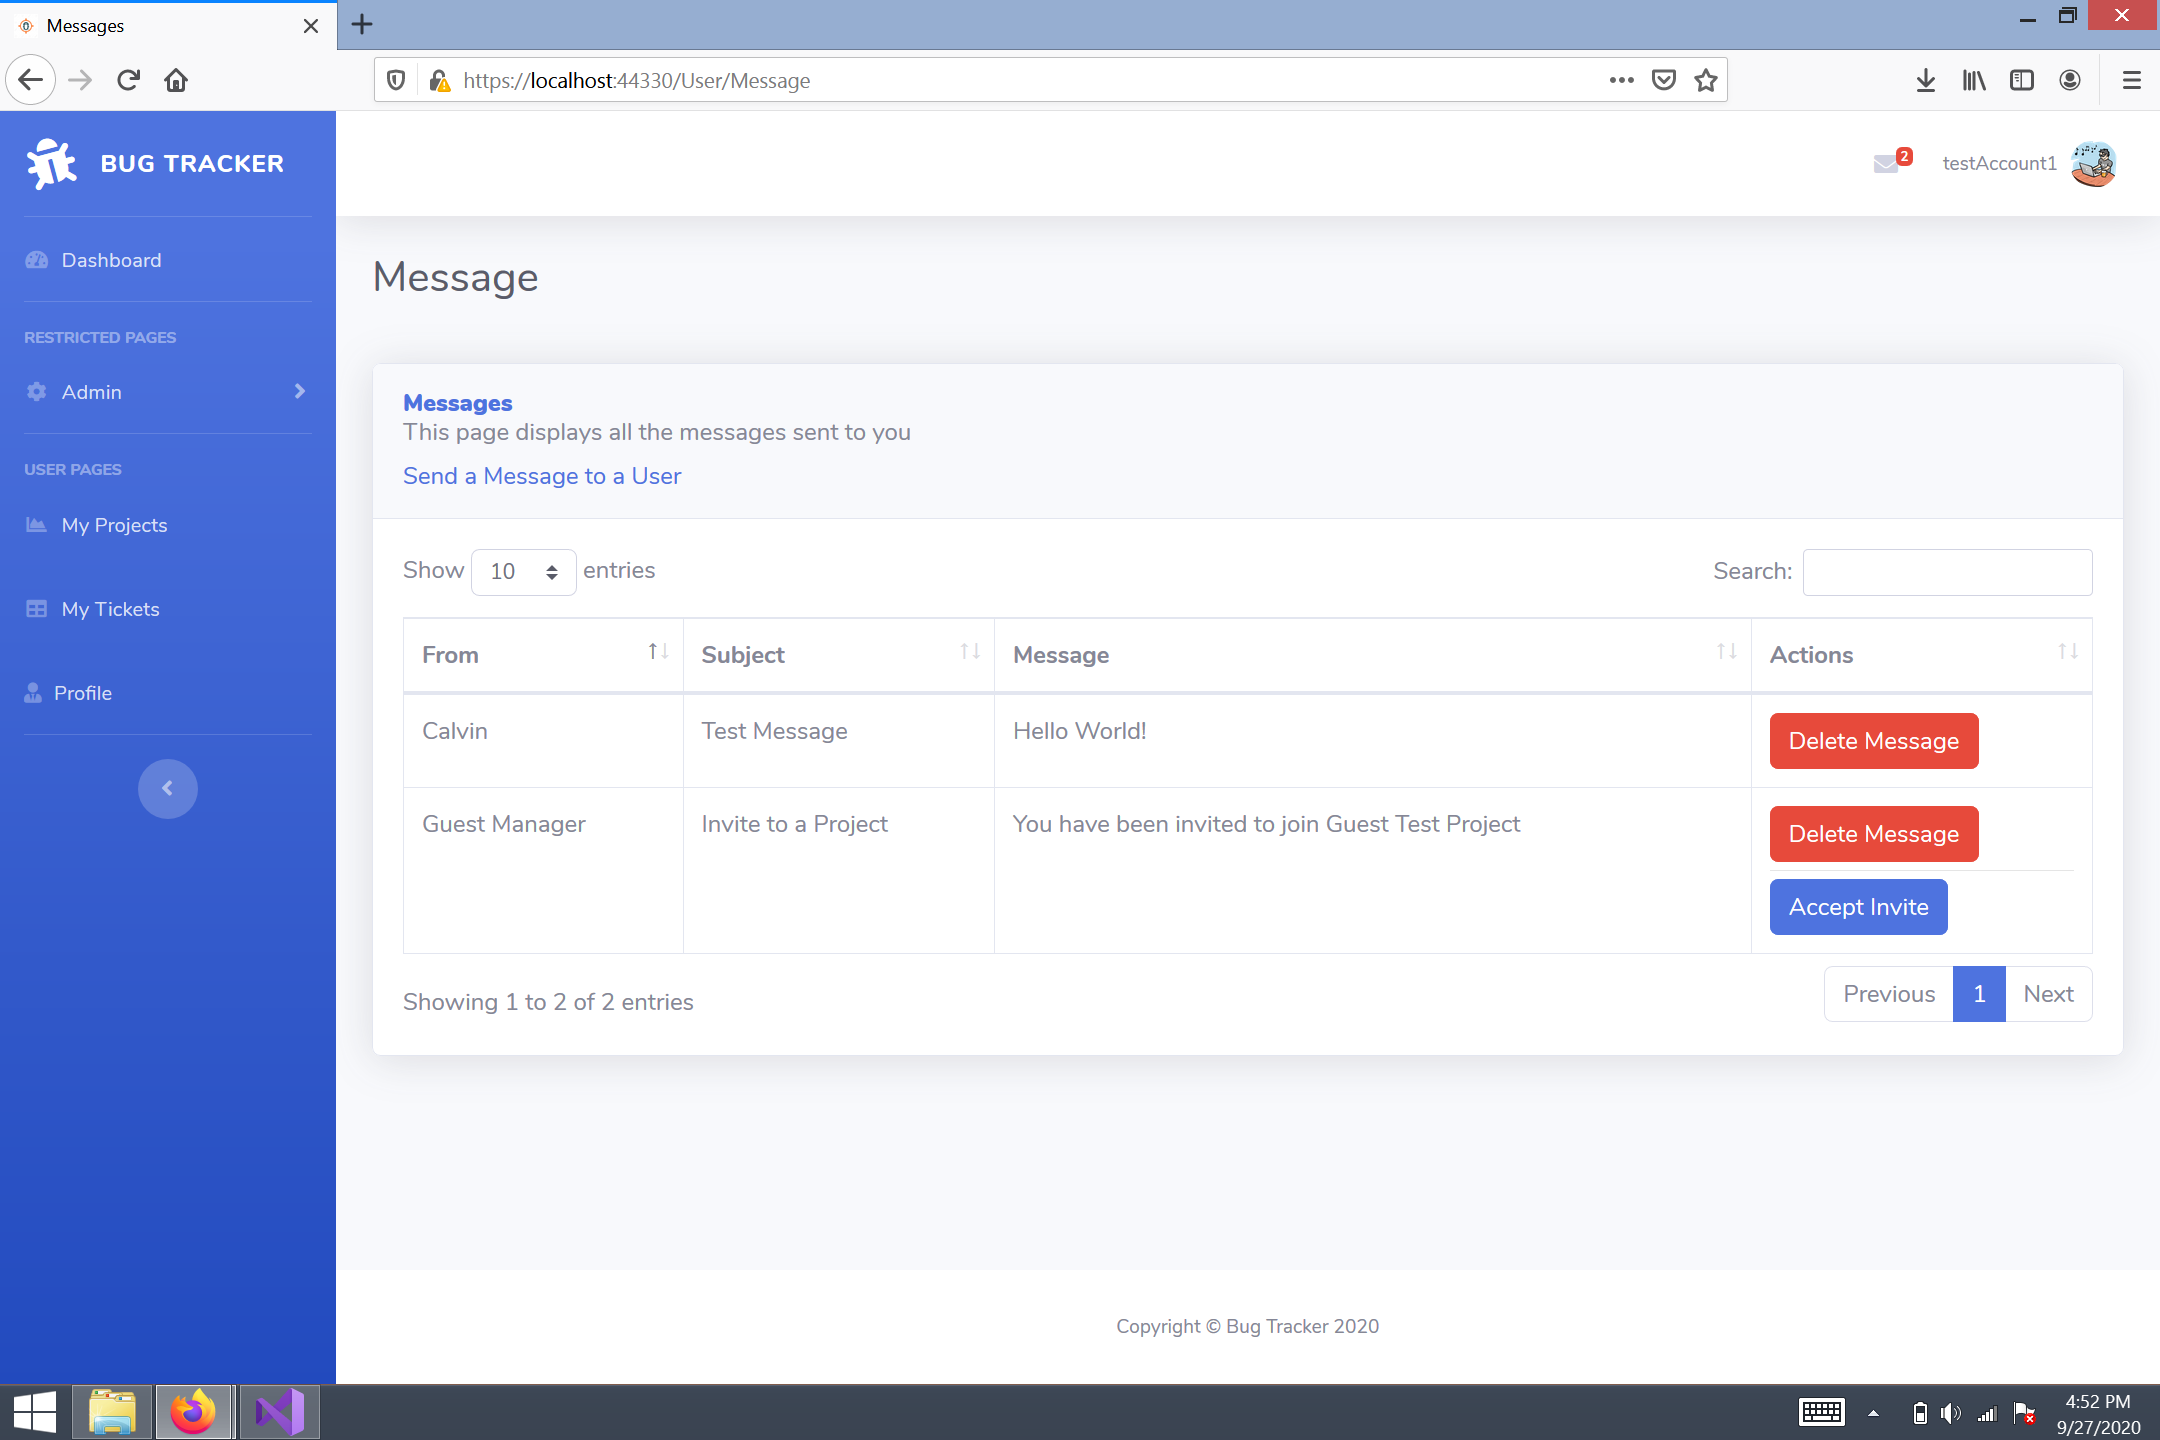 Messages
https://localhost:44330/User/Message
BUG TRACKER
2
testAccount1
Dashboard
RESTRICTED PAGES
Admin
USER PAGES
My Projects
My Tickets
Profile
Message
Messages
This page displays all the messages sent to you
Send a Message to a User
Show 10 entries
Search:
From Subject Message Actions
Calvin Test Message Hello World! Delete Message
Guest Manager Invite to a Project You have been invited to join Guest Test Project Delete Message
Accept Invite
Showing 1 to 2 of 2 entries
Previous 1 Next
Copyright © Bug Tracker 2020
4:52 PM
9/27/2020